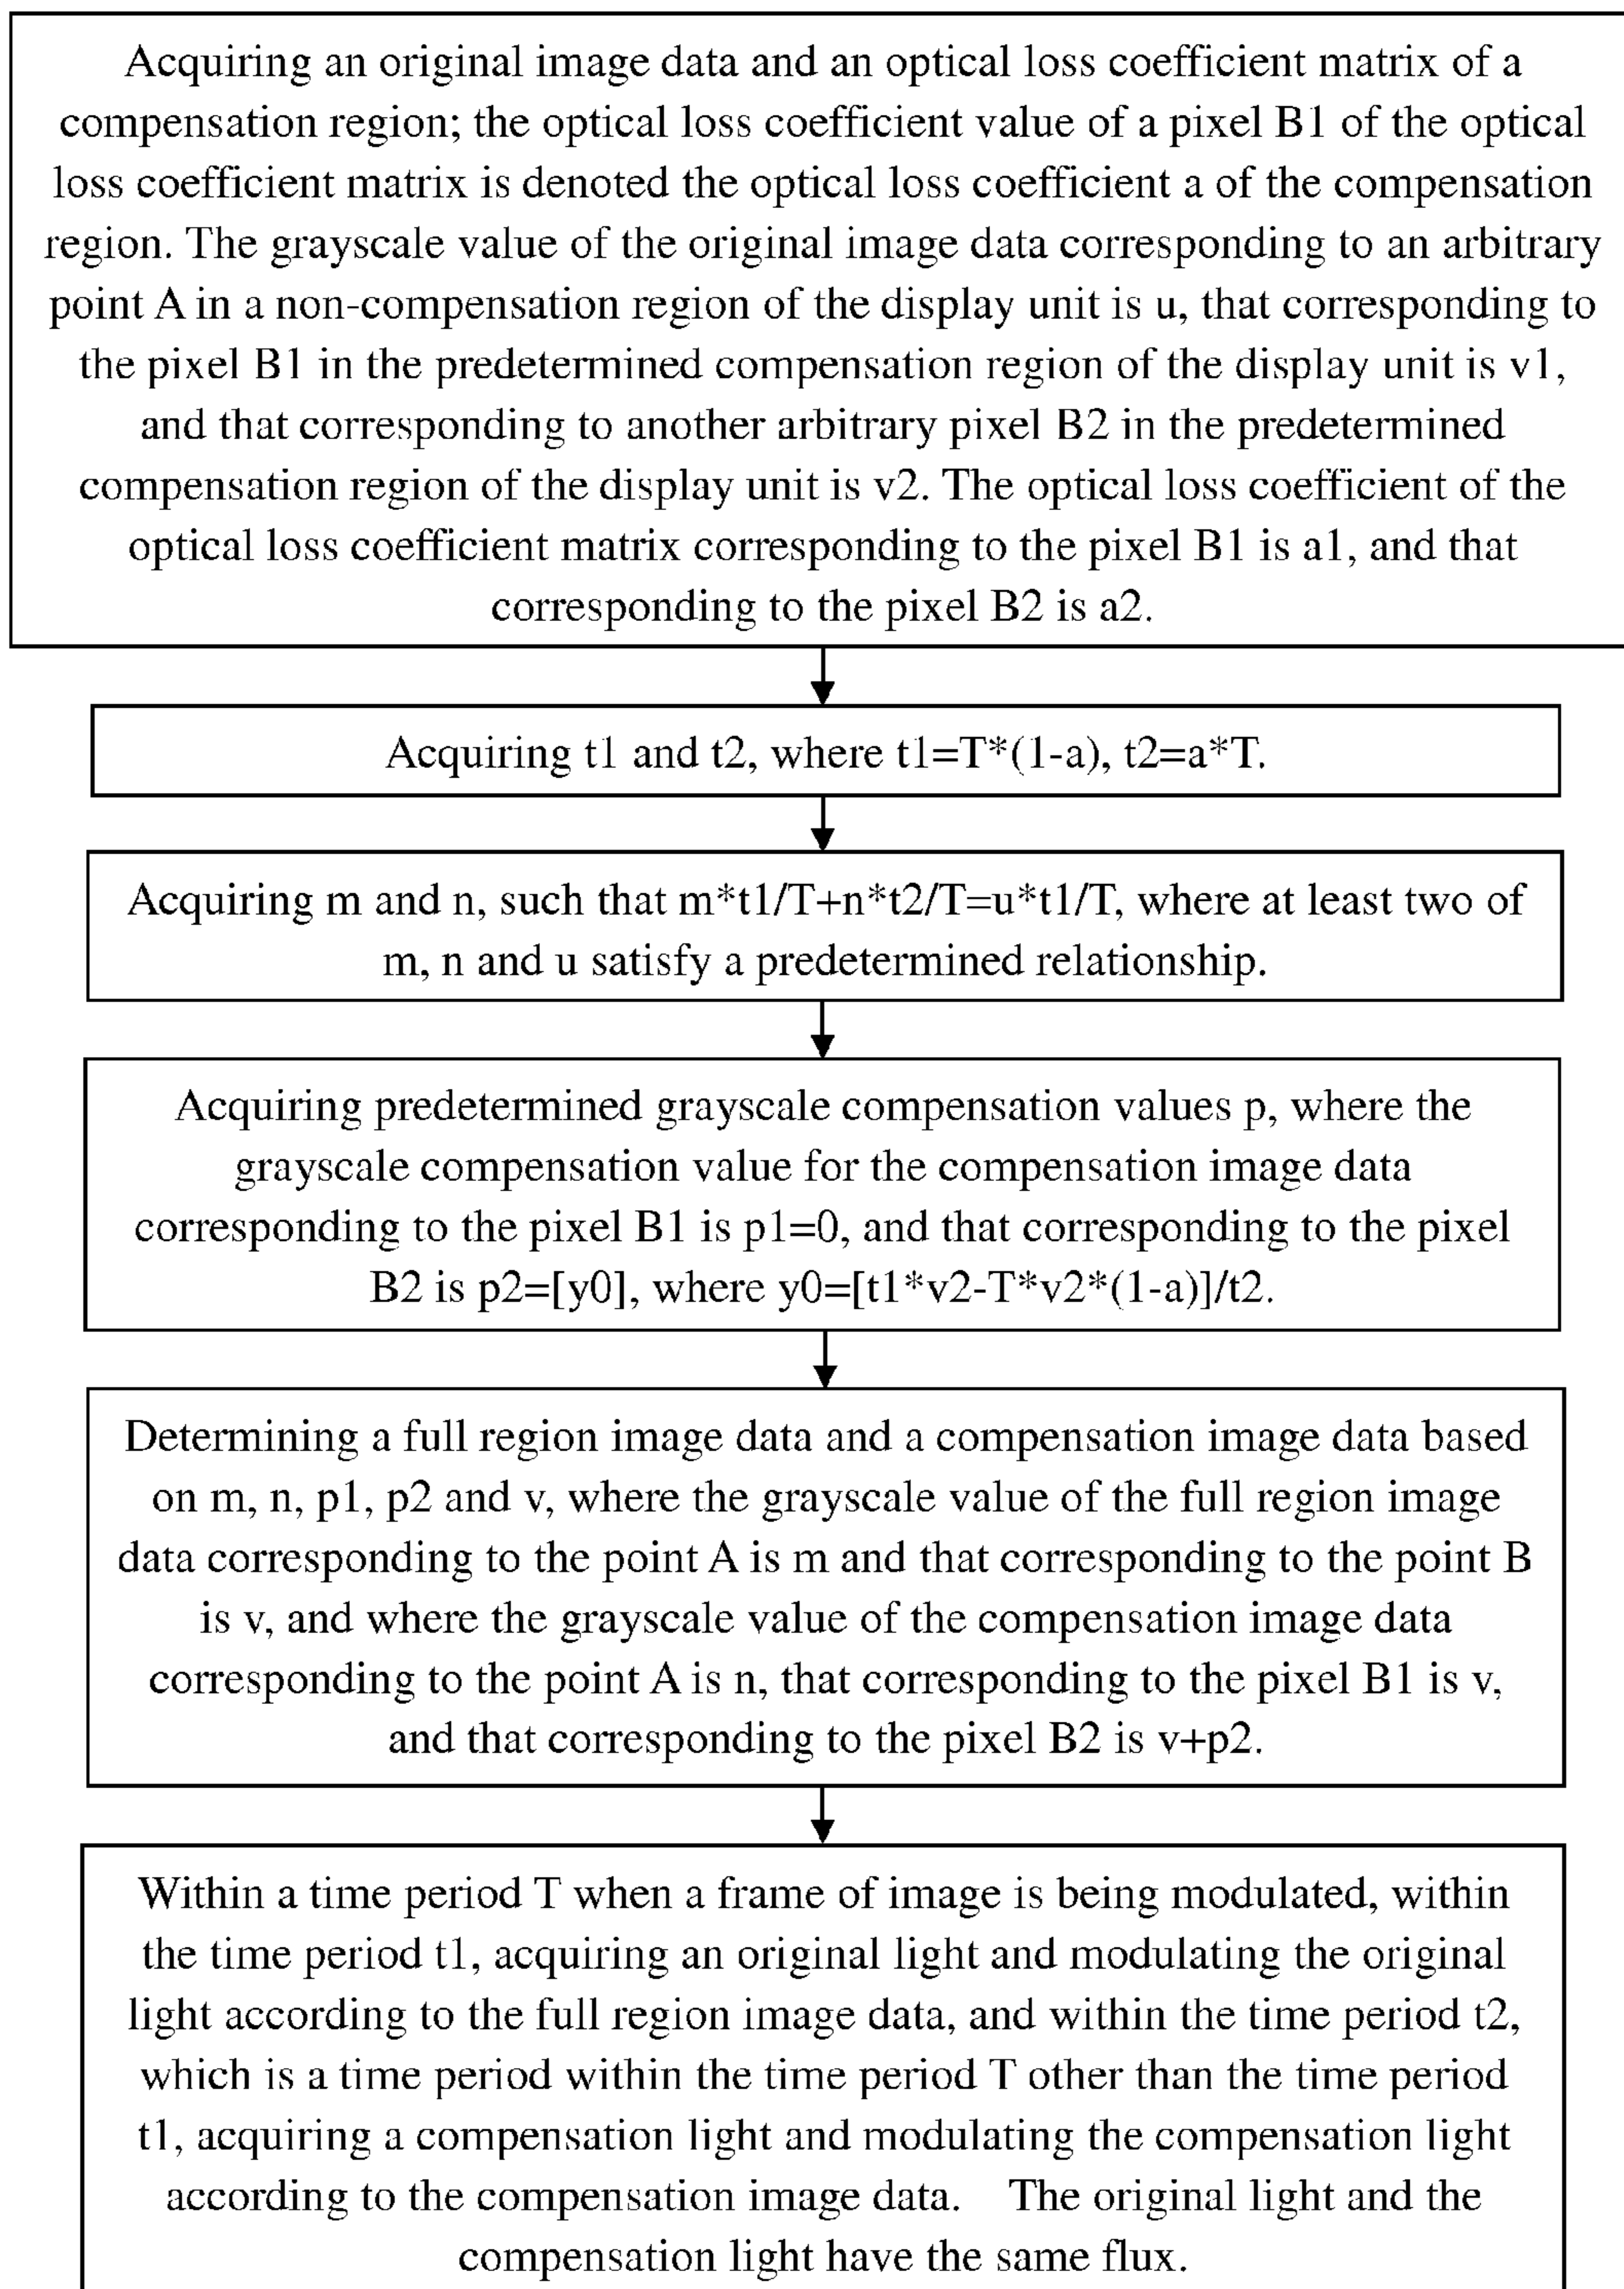 Acquiring an original image data and an optical loss coefficient matrix of a
compensation region; the optical loss coefficient value of a pixel B1 of the optical
loss coefficient matrix is denoted the optical loss coefficient a of the compensation
region. The grayscale value of the original image data corresponding to an arbitrary
point A in a non-compensation region of the display unit is u, that corresponding to
the pixel B1 in the predetermined compensation region of the display unit is v1,
and that corresponding to another arbitrary pixel B2 in the predetermined
compensation region of the display unit is v2. The optical loss coefficient of the
optical loss coefficient matrix corresponding to the pixel B1 is a1, and that
corresponding to the pixel B2 is a2.
Acquiring t1 and t2, where t1=T*(1-a), t2=a*T.
Acquiring m and n, such that m*t1/T+n*t2/T=u*t1/T, where at least two of
m, n and u satisfy a predetermined relationship.
Acquiring predetermined grayscale compensation values p, where the
grayscale compensation value for the compensation image data
corresponding to the pixel B1 is p1=0, and that corresponding to the pixel
B2 is p2=[y0], where y0=[t1*v2-T*v2*(1-a)]/t2.
Determining a full region image data and a compensation image data based
on m, n, p1, p2 and v, where the grayscale value of the full region image
data corresponding to the point A is m and that corresponding to the point B
is v, and where the grayscale value of the compensation image data
corresponding to the point A is n, that corresponding to the pixel B1 is v,
and that corresponding to the pixel B2 is v+p2.
Within a time period T when a frame of image is being modulated, within
the time period t1, acquiring an original light and modulating the original
light according to the full region image data, and within the time period t2,
which is a time period within the time period T other than the time period
t1, acquiring a compensation light and modulating the compensation light
according to the compensation image data. The original light and the
compensation light have the same flux.